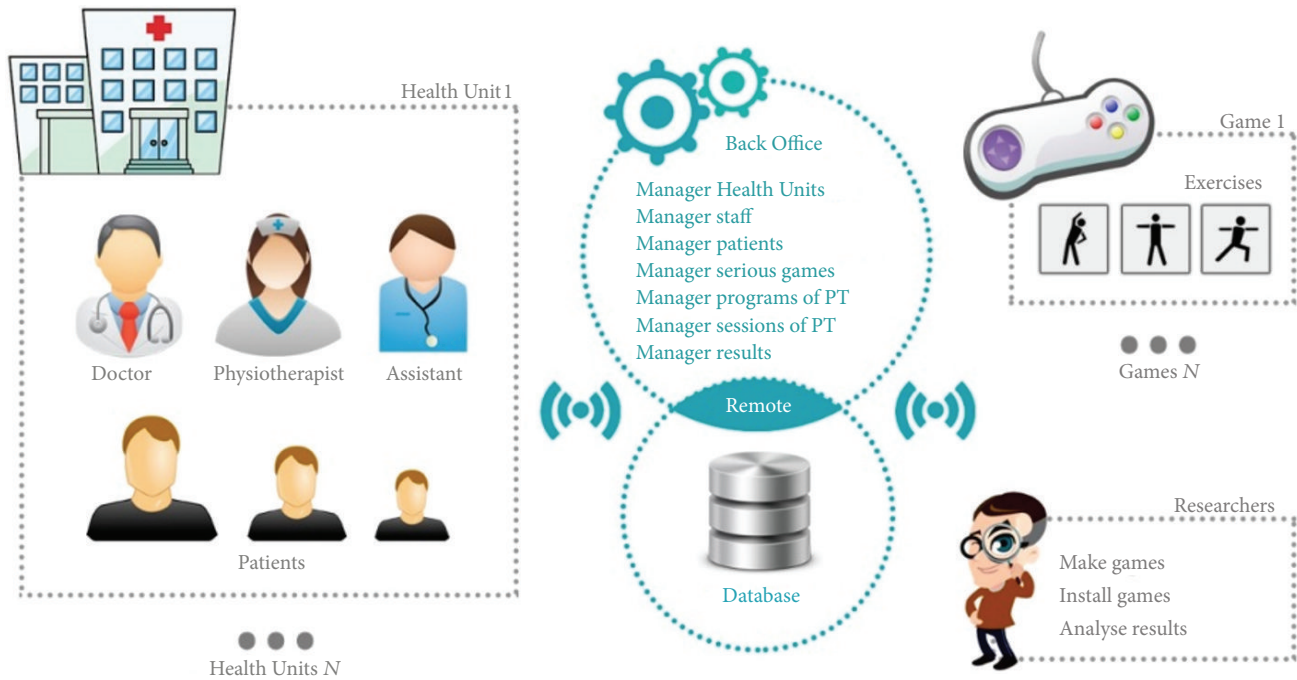 Health Unit 1
Doctor
Physiotherapist
Assistant
Patients
Health Units N
Back Office
Manager Health Units
Manager staff
Manager patients
Manager serious games
Manager programs of PT
Manager sessions of PT
Manager results
Remote
Database
Game 1
Exercises
Games N
Researchers
Make games
Install games
Analyse results